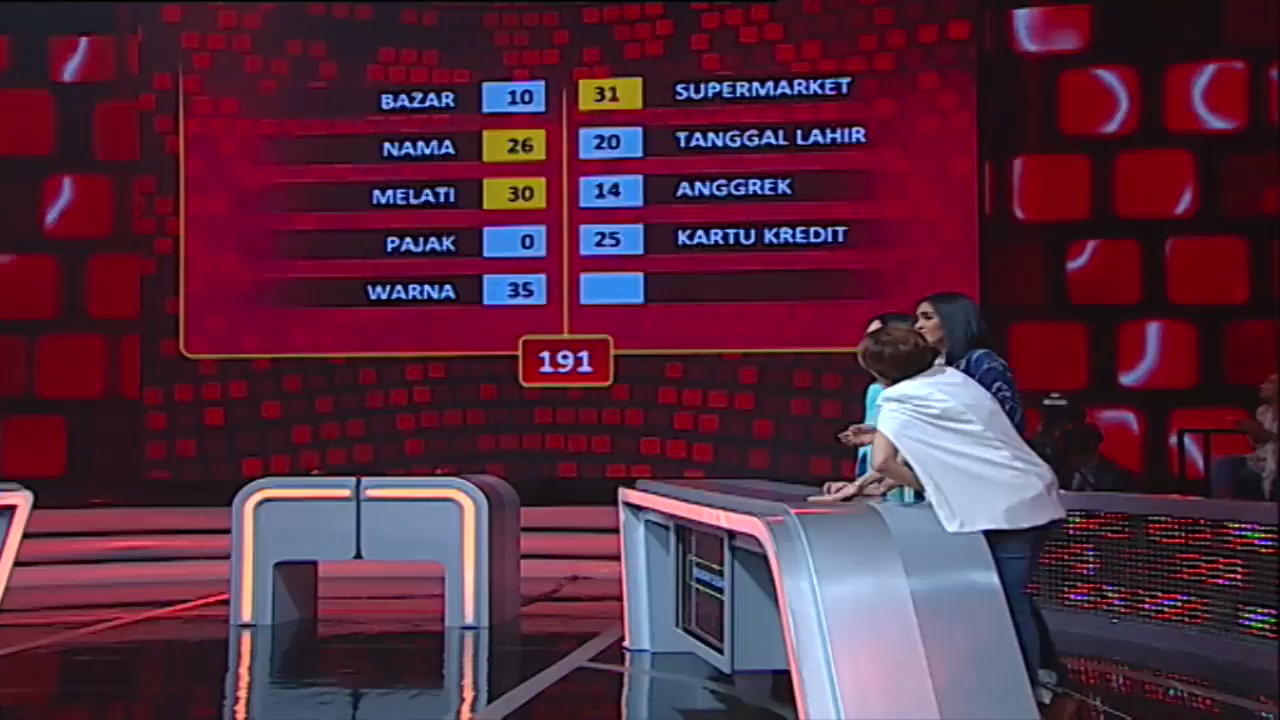 BAZAR 10 31 SUPERMARKET
NAMA 26 20 TANGGAL LAHIR
MELATI 30 14 ANGGREK
PAJAK 0 25 KARTU KREDIT
WARNA 35
191